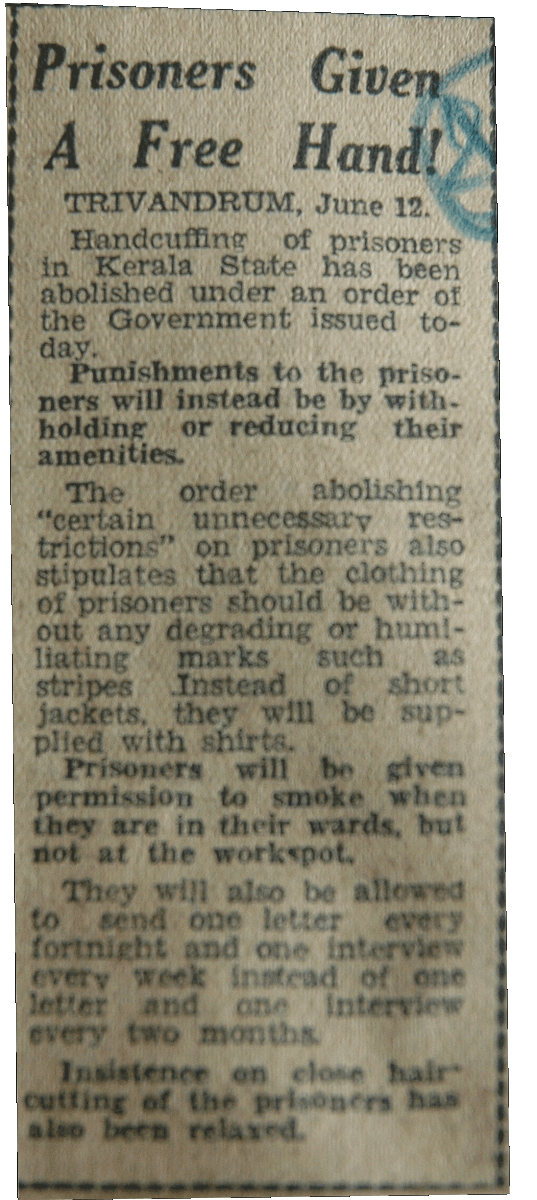 Prisoners Given
A Free Hand!
TRIVANDRUM, June 12.
Handcuffing of prisoners
in Kerala State has been
abolished under an order of
the Government issued to-
day.
Punishments to the priso-
ners will instead be by with-
holding or reducing their
amenities.
The order abolishing
“certain unnecessary res-
trictions” on prisoners also
stipulates that the clothing
of prisoners should be with-
out any degrading or humi-
liating marks such as
stripes .Instead of short
jackets, they will be sup-
plied with shirts.
Prisoners will be given
permission to smoke when
they are in their wards, but
not at the workspot.
They will also be allowed
to send one letter every
fortnight and one interview
every week instead of one
letter and one interview
every two months.
Insistence on close hair-
cutting of the prisoners has
also been relaxed.